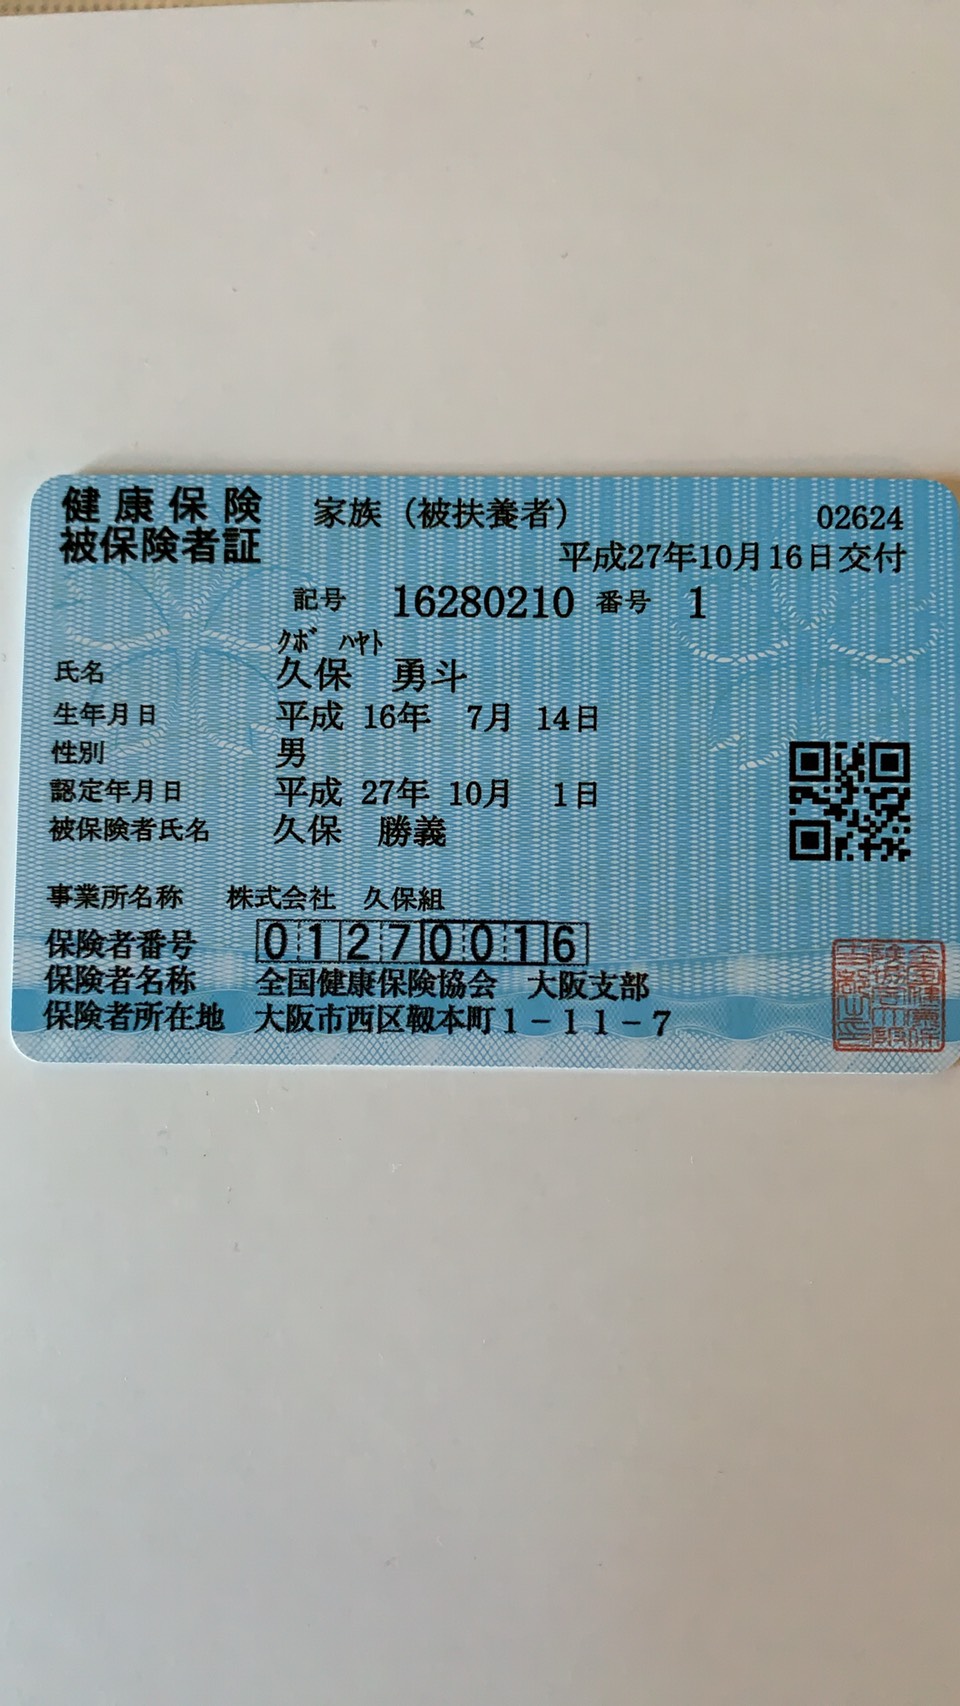 健康保険 家族（被扶養者） 02624
被保険者証 平成27年10月16日交付
記号 16280210 番号 1
ｸﾎﾞ ﾊﾔﾄ
氏名 久保 勇斗
生年月日 平成 16年 7月 14日
性別 男
認定年月日 平成 27年 10月 1日
被保険者氏名 久保 勝義
事業所名称 株式会社 久保組
保険者番号 01270016
保険者名称 全国健康保険協会 大阪支部
保険者所在地 大阪市西区靱本町1－11－7